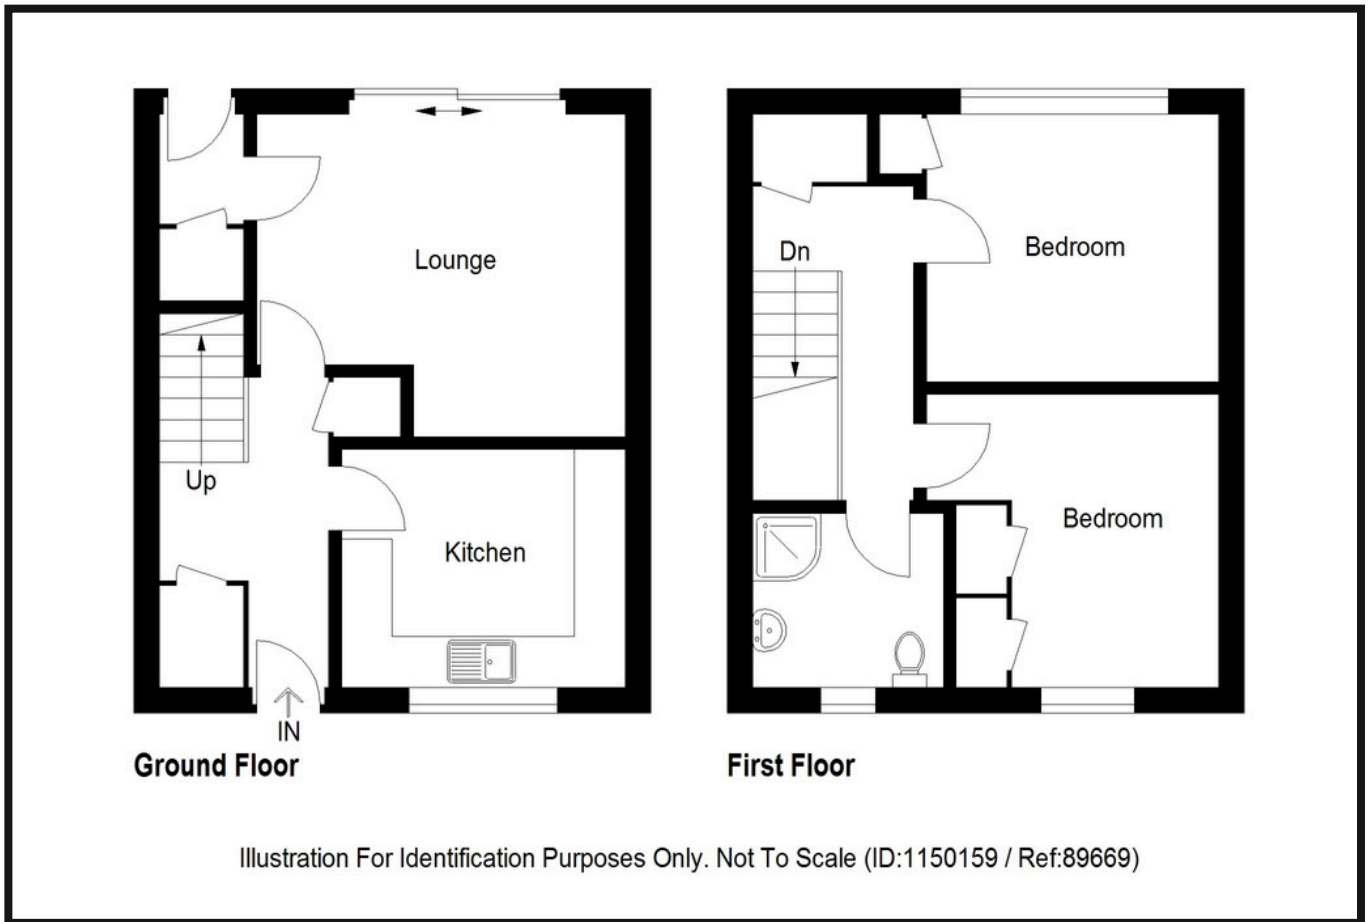 Lounge
Up
Kitchen
IN
Ground Floor
Dn
Bedroom
Bedroom
First Floor
Illustration For Identification Purposes Only. Not To Scale (ID:1150159 / Ref:89669)